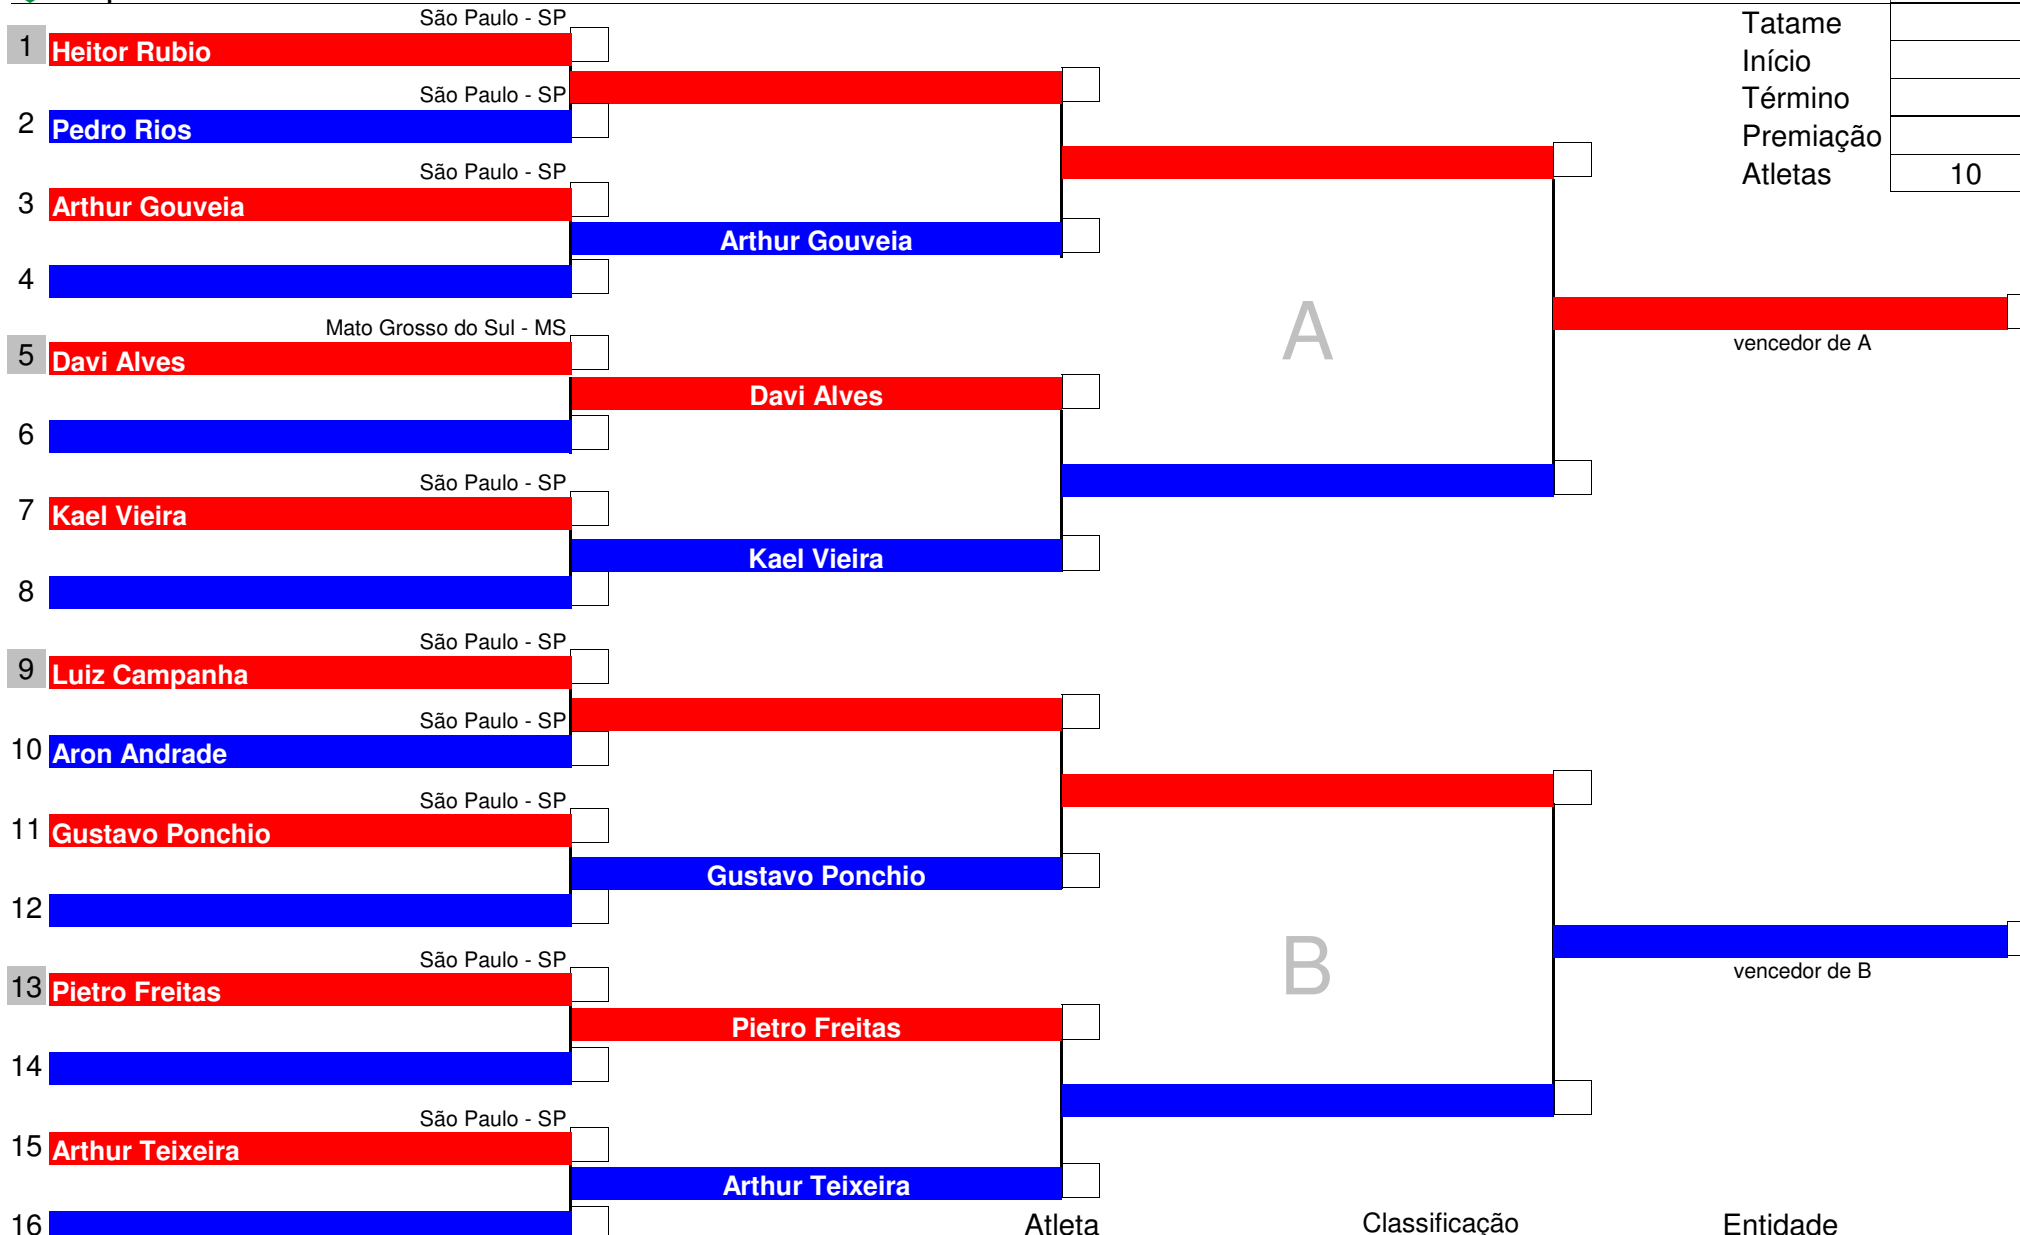 São Paulo - SP
1 Heitor Rubio
São Paulo - SP
2 Pedro Rios
São Paulo - SP
3 Arthur Gouveia
Arthur Gouveia
4
Mato Grosso do Sul - MS
5 Davi Alves
Davi Alves
6
São Paulo - SP
7 Kael Vieira
Kael Vieira
8
São Paulo - SP
9 Luiz Campanha
São Paulo - SP
10 Aron Andrade
São Paulo - SP
11 Gustavo Ponchio
Gustavo Ponchio
12
São Paulo - SP
13 Pietro Freitas
Pietro Freitas
14
São Paulo - SP
15 Arthur Teixeira
Arthur Teixeira
16
A
B
vencedor de A
vencedor de B
Tatame
Início
Término
Premiação
Atletas 10
Atleta Classificação Entidade